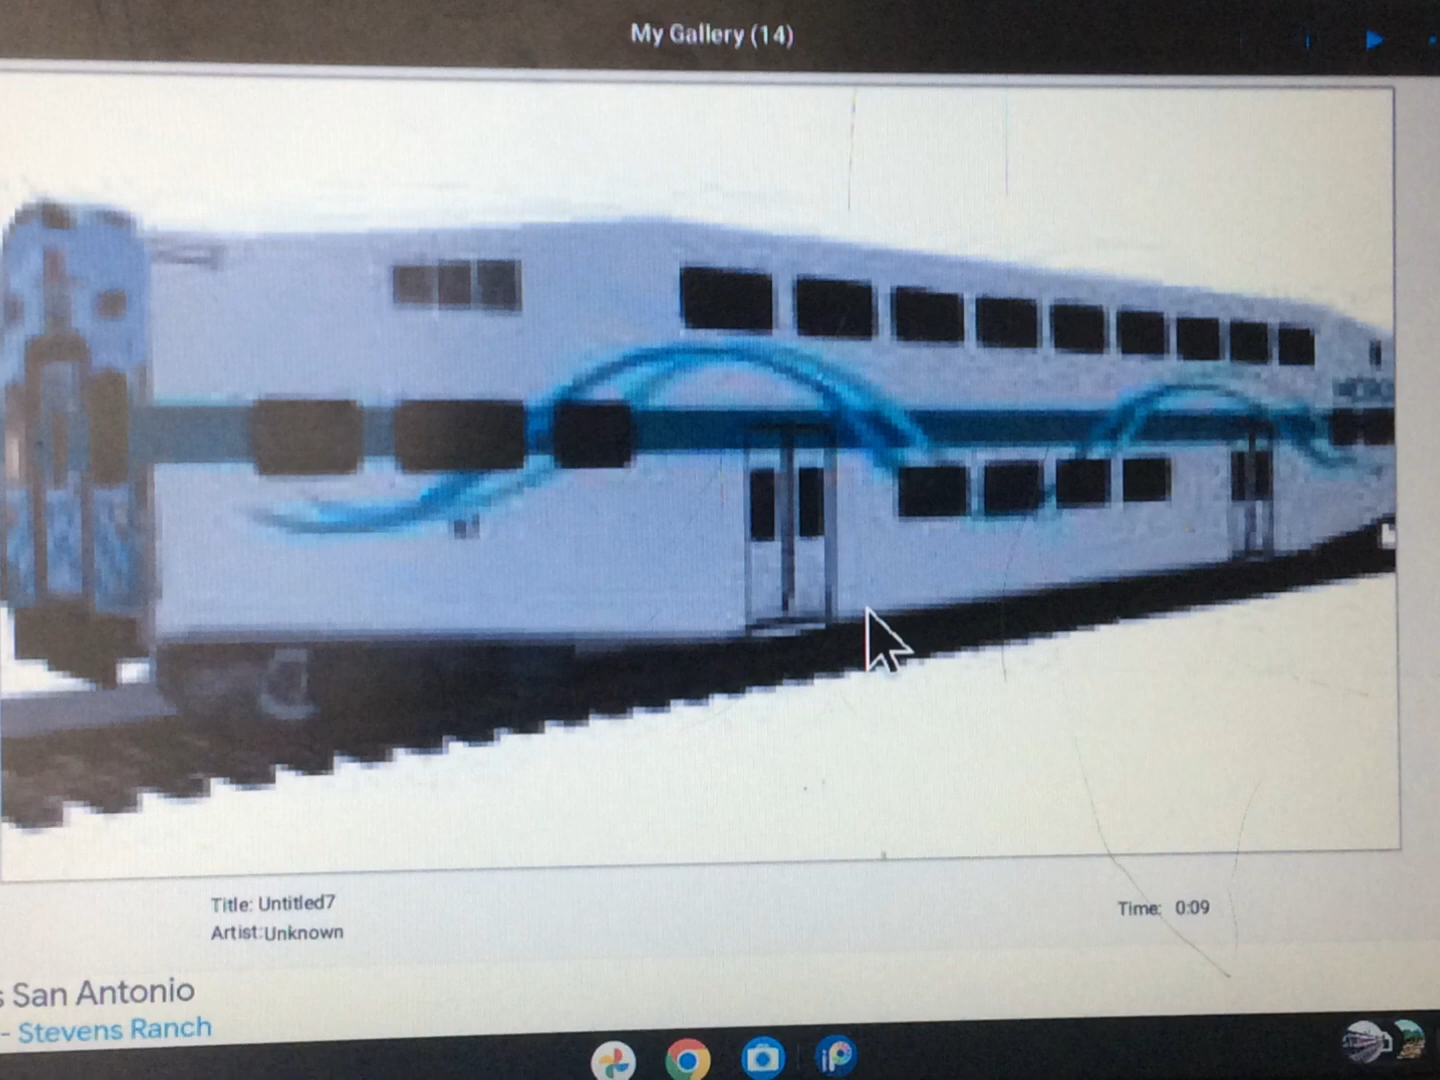 My Gallery (14)
Title: Untitled7
Artist:Unknown
Time: 0:09
San Antonio
- Stevens Ranch